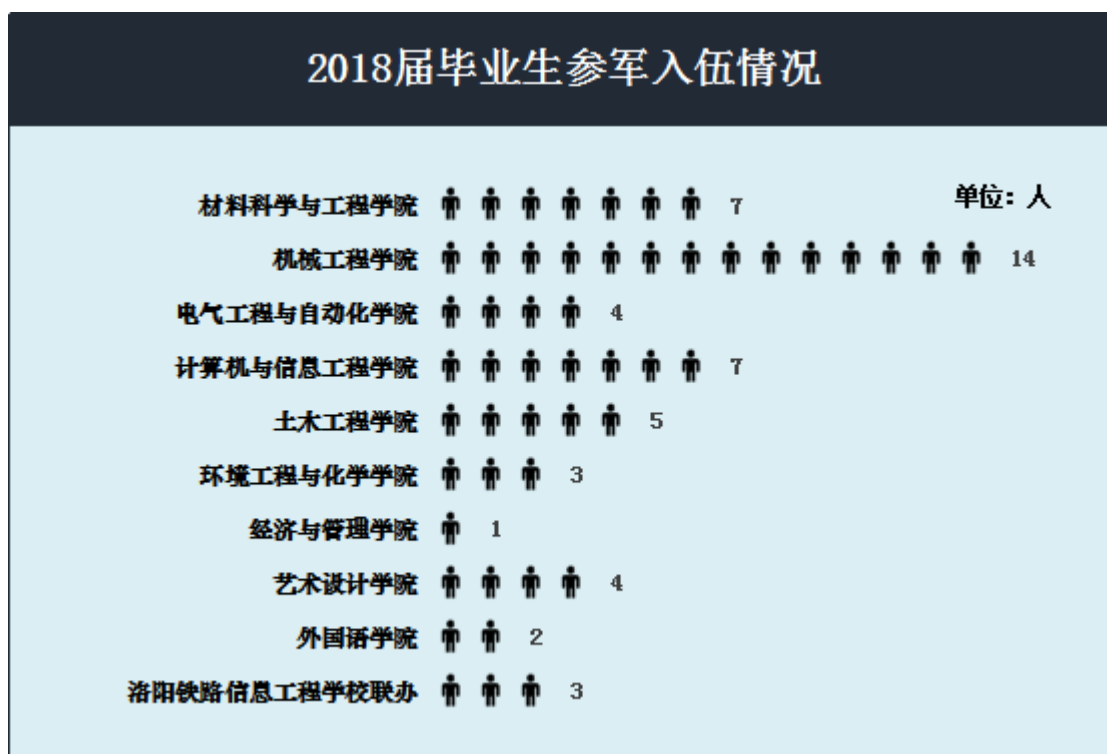 2018届毕业生参军入伍情况
单位：人
材料科学与工程学院 7
机械工程学院 14
电气工程与自动化学院 4
计算机与信息工程学院 7
土木工程学院 5
环境工程与化学学院 3
经济与管理学院 1
艺术设计学院 4
外国语学院 2
洛阳铁路信息工程学校联办 3